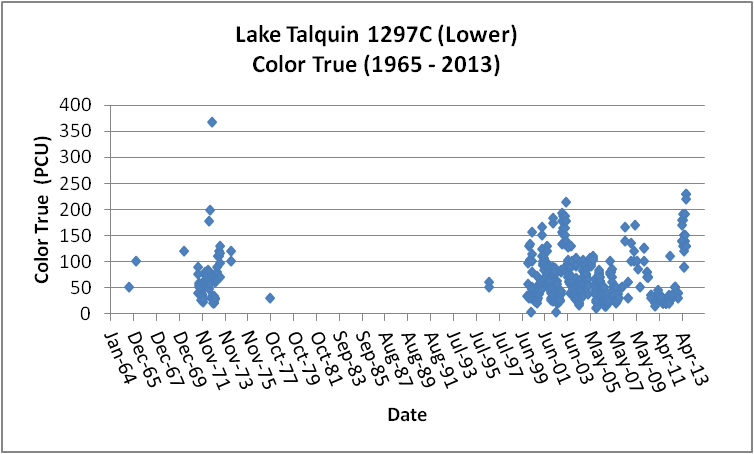 Lake Talquin 1297C (Lower)
Color True (1965 - 2013)
Color True (PCU)
400
350
300
250
200
150
100
50
0
Jan-64
Dec-65
Dec-67
Dec-69
Nov-71
Nov-73
Nov-75
Oct-77
Oct-79
Oct-81
Sep-83
Sep-85
Aug-87
Aug-89
Aug-91
Jul-93
Jul-95
Jul-97
Jun-99
Jun-01
Jun-03
May-05
May-07
May-09
Apr-11
Apr-13
Date